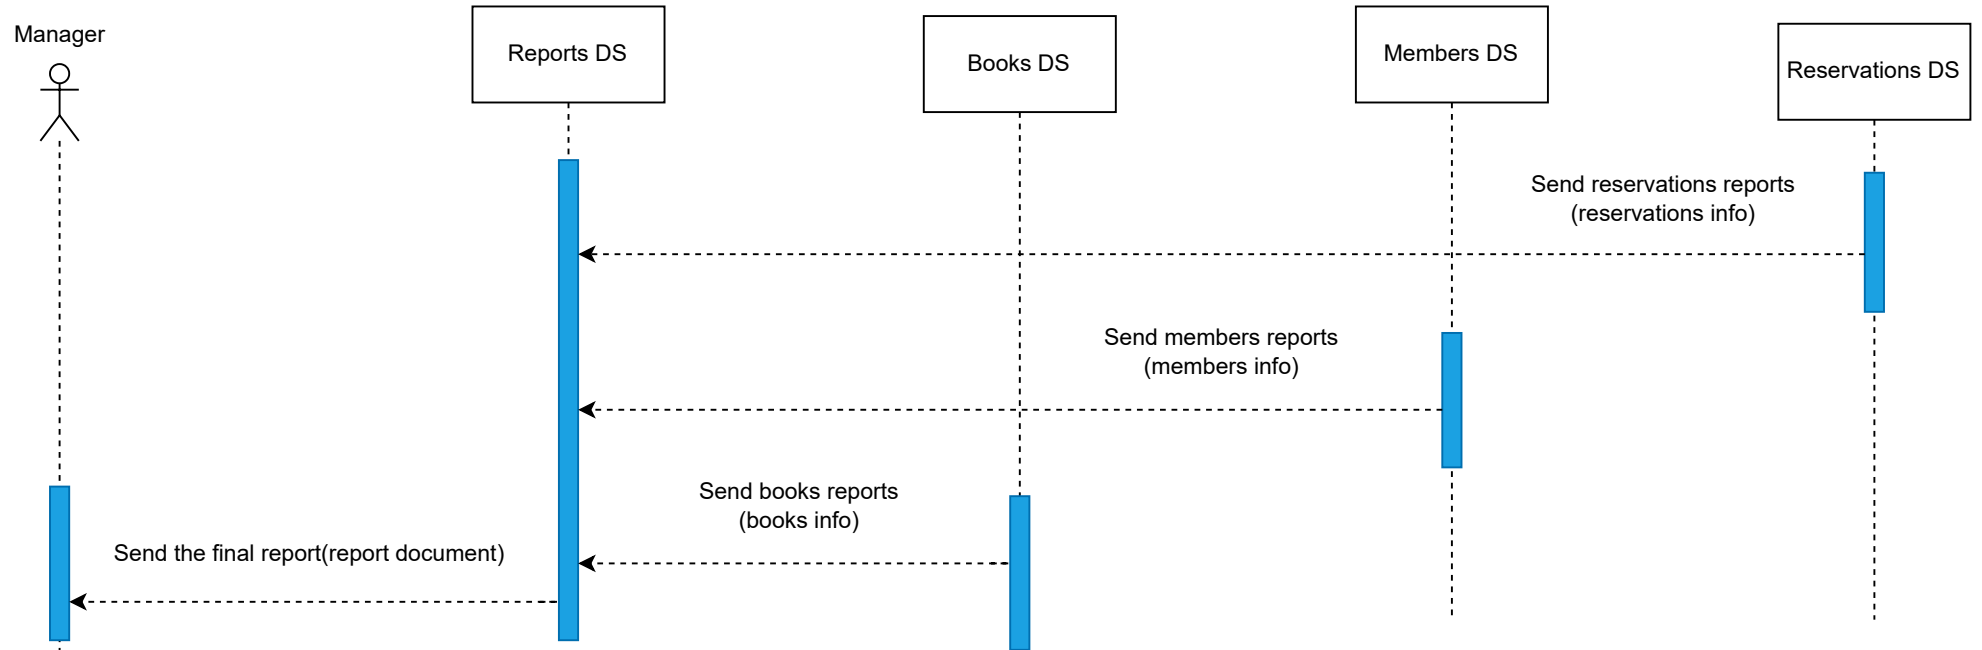 Manager
Reports DS
Books DS
Members DS
Reservations DS
Send reservations reports
(reservations info)
Send members reports
(members info)
Send books reports
(books info)
Send the final report(report document)